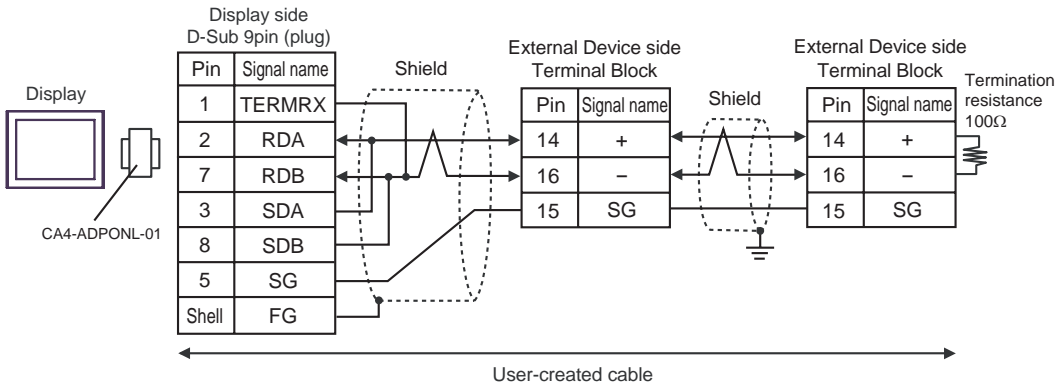 Display side
D-Sub 9pin (plug)
Pin Signal name
1 TERMRX
2 RDA
7 RDB
3 SDA
8 SDB
5 SG
Shell FG
Display
CA4-ADPONL-01
Shield
External Device side
Terminal Block
Pin Signal name
14 +
16 −
15 SG
Shield
External Device side
Terminal Block
Pin Signal name
14 +
16 −
15 SG
Termination
resistance
100Ω
User-created cable